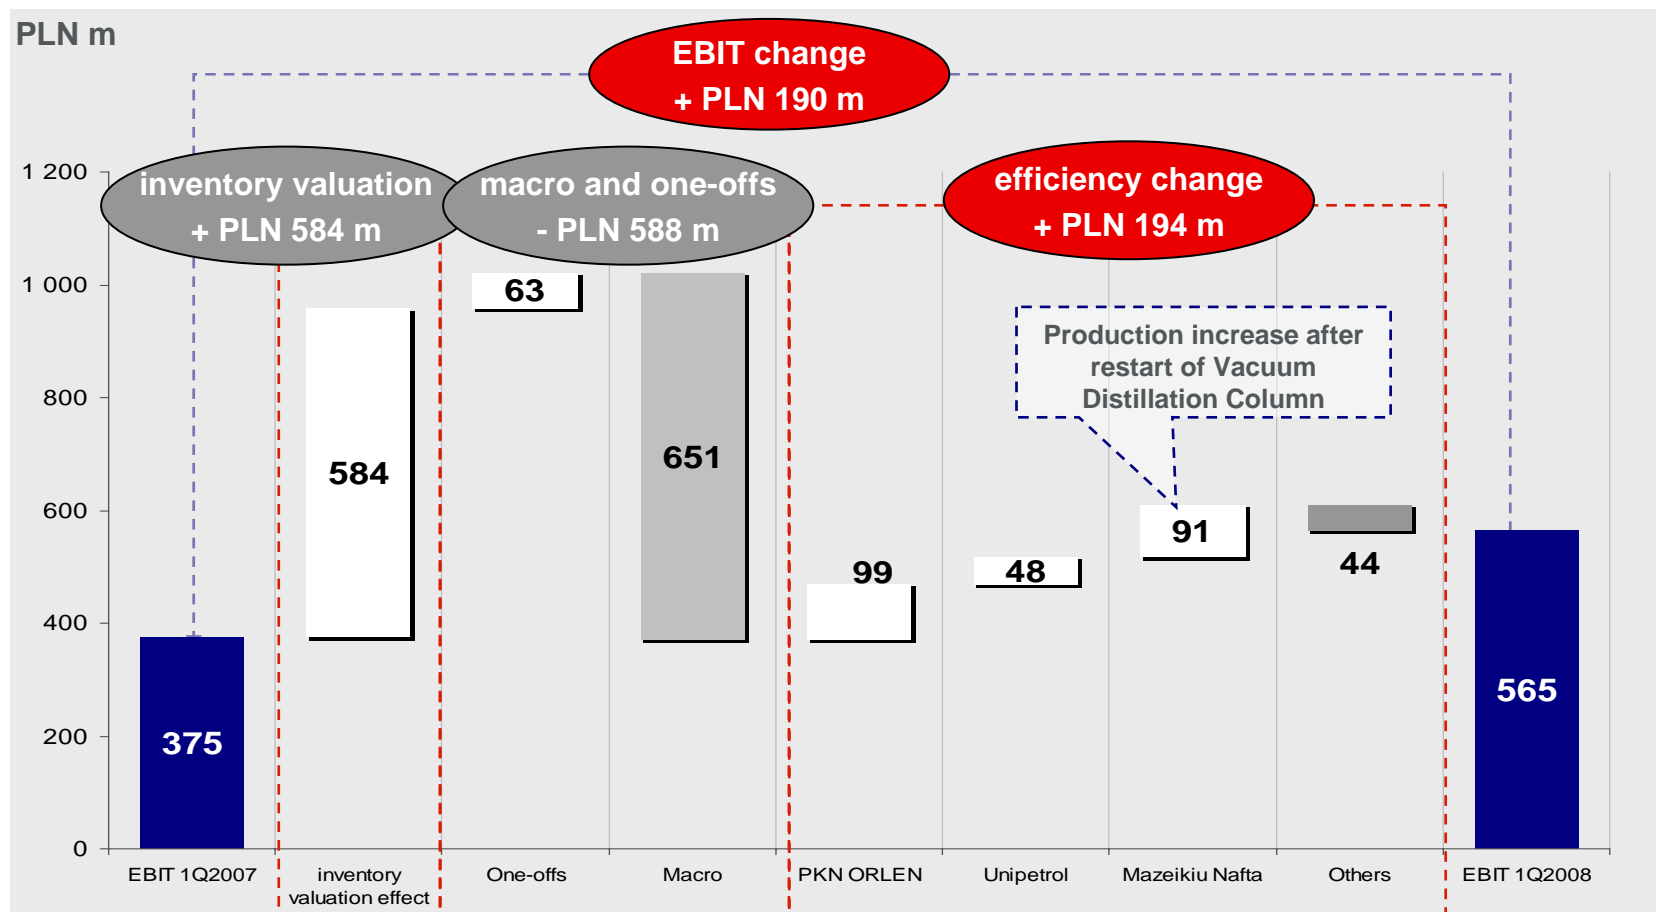 PLN m
EBIT change
+ PLN 190 m
inventory valuation
+ PLN 584 m
macro and one-offs
- PLN 588 m
efficiency change
+ PLN 194 m
1 200
1 000
800
600
400
200
0
375
584
63
651
99
48
91
44
565
Production increase after
restart of Vacuum
Distillation Column
EBIT 1Q2007
inventory
valuation effect
One-offs
Macro
PKN ORLEN
Unipetrol
Mazeikiu Nafta
Others
EBIT 1Q2008